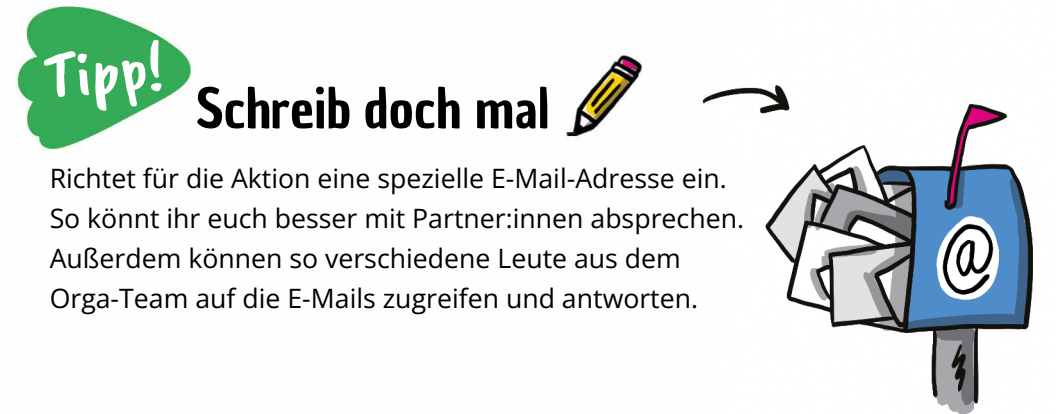 Tipp!
Schreib doch mal
Richtet für die Aktion eine spezielle E-Mail-Adresse ein.
So könnt ihr euch besser mit Partner:innen absprechen.
Außerdem können so verschiedene Leute aus dem
Orga-Team auf die E-Mails zugreifen und antworten.
@